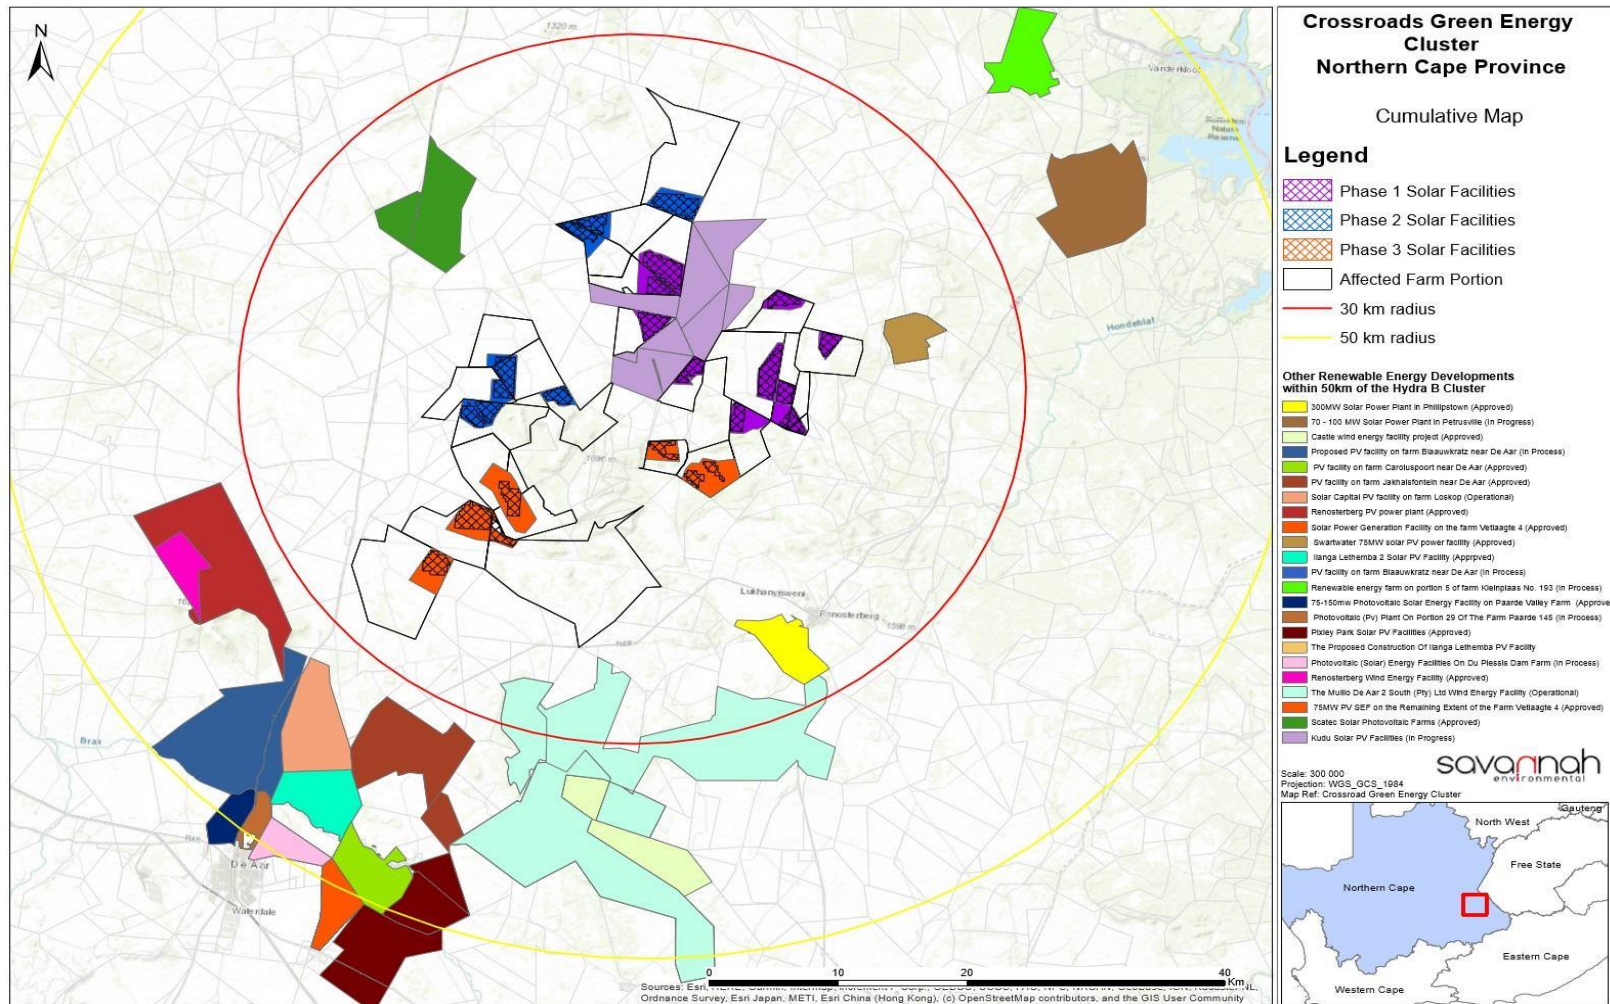 Crossroads Green Energy
Cluster
Northern Cape Province
Cumulative Map
Legend
Phase 1 Solar Facilities
Phase 2 Solar Facilities
Phase 3 Solar Facilities
Affected Farm Portion
30 km radius
50 km radius
Other Renewable Energy Developments
within 50km of the Hydra B Cluster
300MW Solar Power Plant in Phillipstown (Approved)
70 - 100 MW Solar Power Plant in Petrusville (In Progress)
Castle wind energy facility project (Approved)
Proposed PV facility on farm Blaauwkratz near De Aar (In Process)
PV facility on farm Caroluspoort near De Aar (Approved)
PV facility on farm Jakhalsfontein near De Aar (Approved)
Solar Capital PV facility on farm Loskop (Operational)
Renosterberg PV power plant (Approved)
Solar Power Generation Facility on the farm Vetlaagte 4 (Approved)
Swartwater 75MW solar PV power facility (Approved)
Ilanga Lethemba 2 Solar PV Facility (Apprpved)
PV facility on farm Blaauwkratz near De Aar (In Process)
Renewable energy farm on portion 5 of farm Kleinplaas No. 193 (In Process)
75-150mw Photovoltaic Solar Energy Facility on Paarde Valley Farm (Approve
Photovoltaic (Pv) Plant On Portion 29 Of The Farm Paarde 145 (In Process)
Pixley Park Solar PV Facilities (Approved)
The Proposed Construction Of Ilanga Lethemba PV Facility
Photovoltaic (Solar) Energy Facilities On Du Plessis Dam Farm (In Process)
Renosterberg Wind Energy Facility (Approved)
The Mulilo De Aar 2 South (Pty) Ltd Wind Energy Facility (Operational)
75MW PV SEF on the Remaining Extent of the Farm Vetlaagte 4 (Approved)
Scatec Solar Photovoltaic Farms (Approved)
Kudu Solar PV Facilities (In Progress)
savannah
environmental
Scale: 300 000
Projection: WGS_GCS_1984
Map Ref: Crossroad Green Energy Cluster
Gauteng
North West
Free State
Northern Cape
Eastern Cape
Western Cape
N
1320 m
Vanderkloof
Nature
Reserve
Hondeblaf
1696 m
Lukhanyisweni
Renosterberg
1598 m
Brak
De Aar
Waterdale
0 10 20 40
Km
Sources: Esri,
Ordnance Survey, Esri Japan, METI, Esri China (Hong Kong), (c) OpenStreetMap contributors, and the GIS User Community